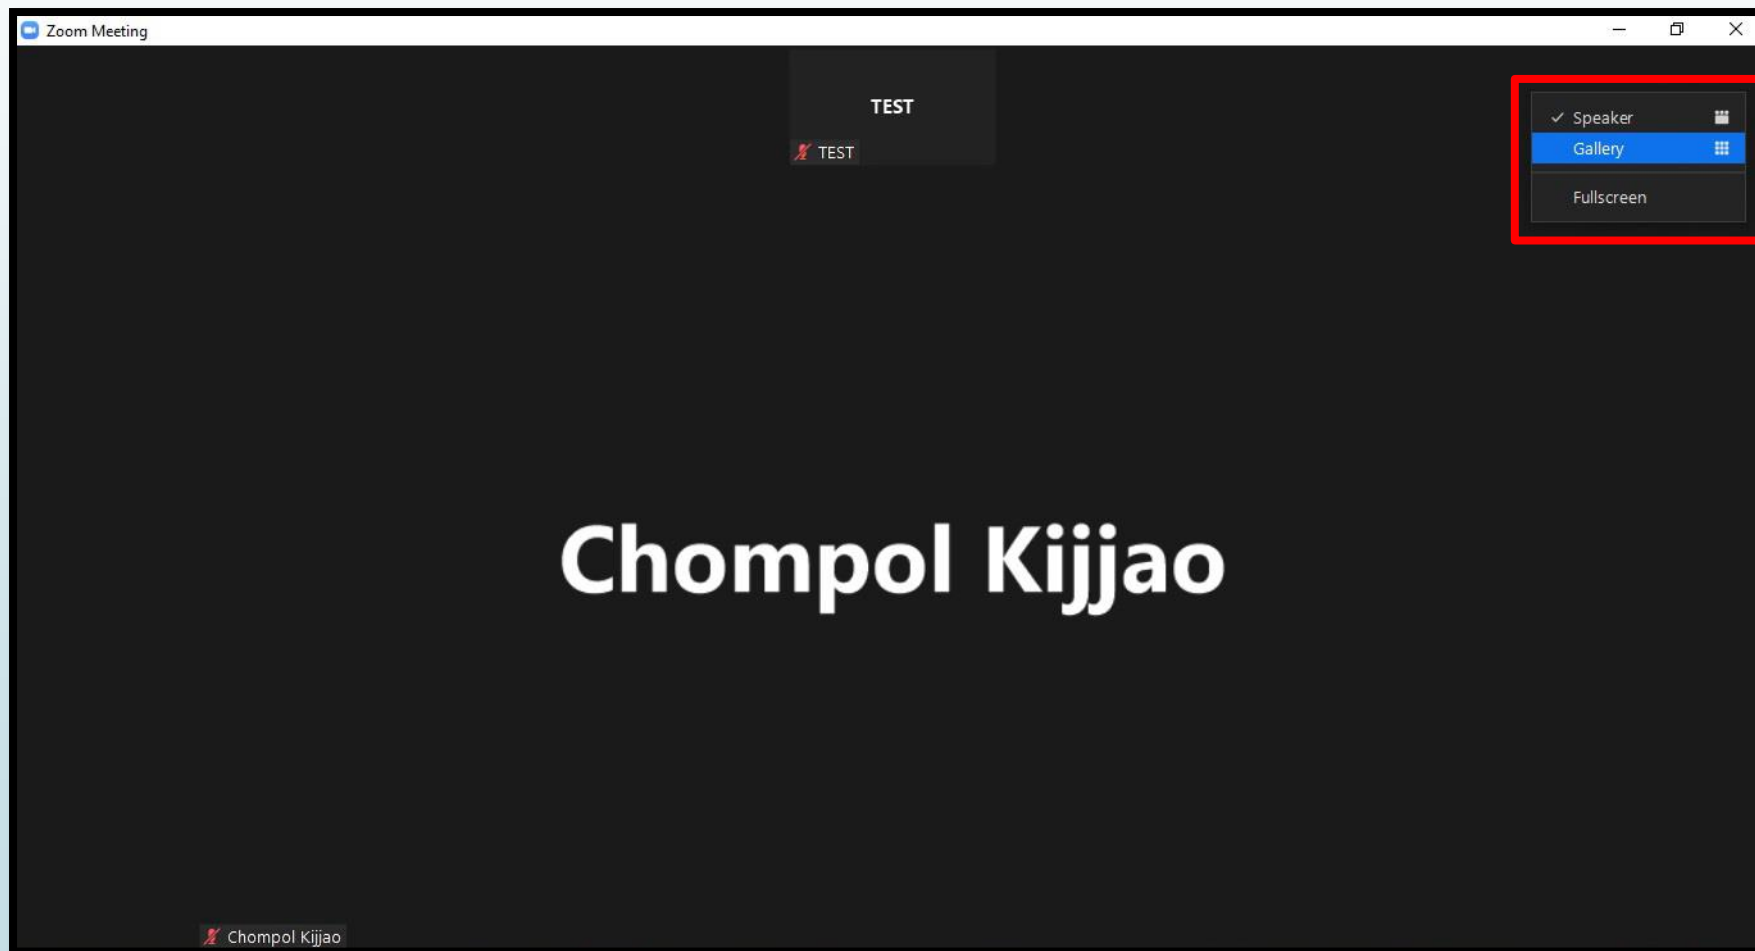 Zoom Meeting
TEST
TEST
Speaker
Gallery
Fullscreen
Chompol Kijjao
Chompol Kijjao